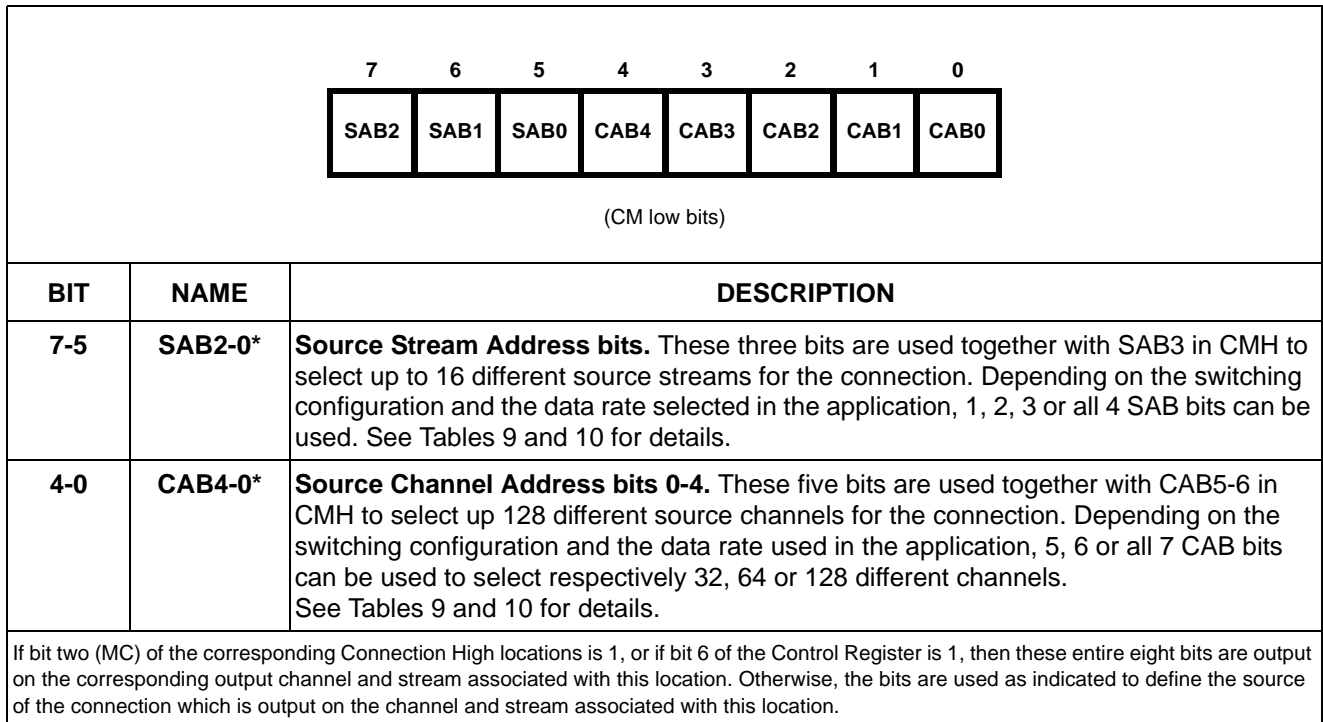 7 6 5 4 3 2 1 0
SAB2 SAB1 SAB0 CAB4 CAB3 CAB2 CAB1 CAB0
(CM low bits)
BIT NAME DESCRIPTION
7-5 SAB2-0* Source Stream Address bits. These three bits are used together with SAB3 in CMH to
select up to 16 different source streams for the connection. Depending on the switching
configuration and the data rate selected in the application, 1, 2, 3 or all 4 SAB bits can be
used. See Tables 9 and 10 for details.
4-0 CAB4-0* Source Channel Address bits 0-4. These five bits are used together with CAB5-6 in
CMH to select up 128 different source channels for the connection. Depending on the
switching configuration and the data rate used in the application, 5, 6 or all 7 CAB bits
can be used to select respectively 32, 64 or 128 different channels.
See Tables 9 and 10 for details.
If bit two (MC) of the corresponding Connection High locations is 1, or if bit 6 of the Control Register is 1, then these entire eight bits are output
on the corresponding output channel and stream associated with this location. Otherwise, the bits are used as indicated to define the source
of the connection which is output on the channel and stream associated with this location.